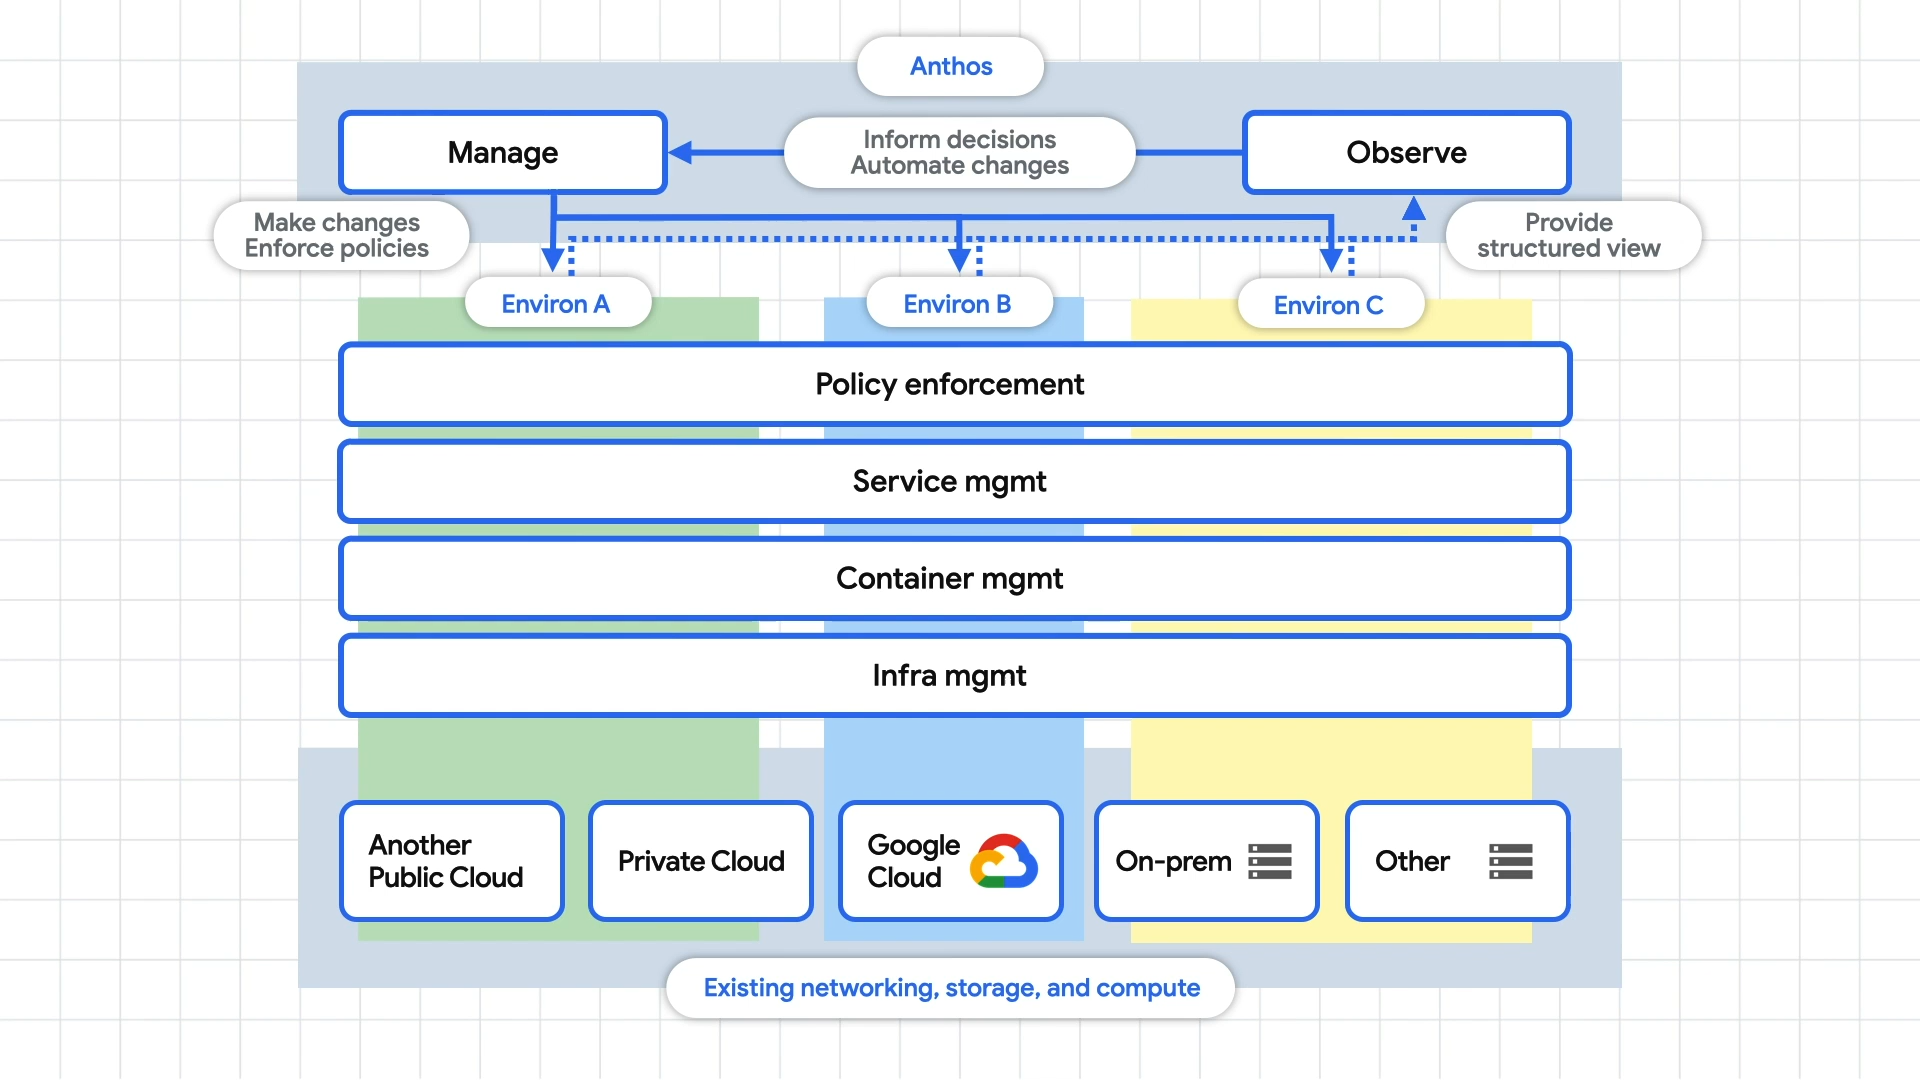 Anthos
Manage
Inform decisions
Automate changes
Observe
Make changes
Enforce policies
Provide
structured view
Environ A
Environ B
Environ C
Policy enforcement
Service mgmt
Container mgmt
Infra mgmt
Another
Public Cloud
Private Cloud
Google
Cloud
On-prem
Other
Existing networking, storage, and compute